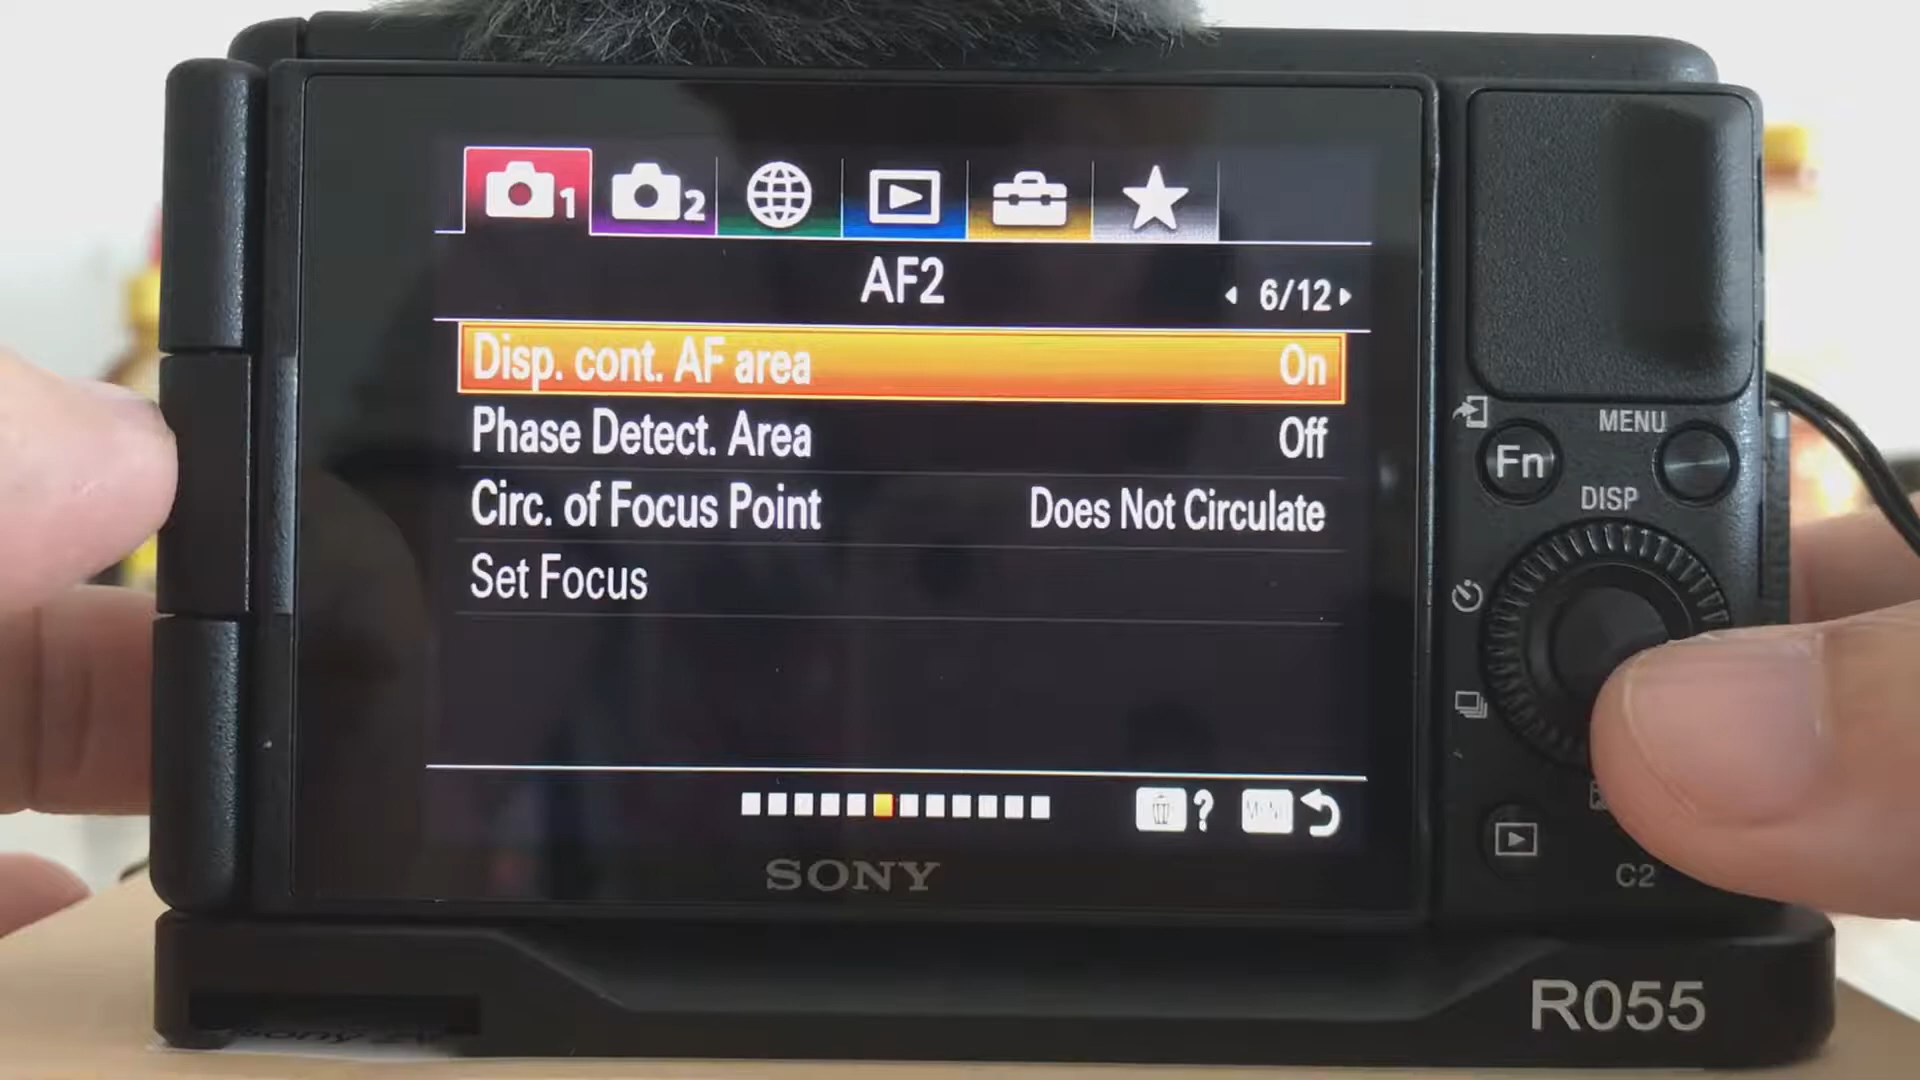 1 2
AF2
6/12
Disp. cont. AF area On
Phase Detect. Area Off
Circ. of Focus Point Does Not Circulate
Set Focus
? MENU
SONY
MENU
Fn
DISP
C2
R055